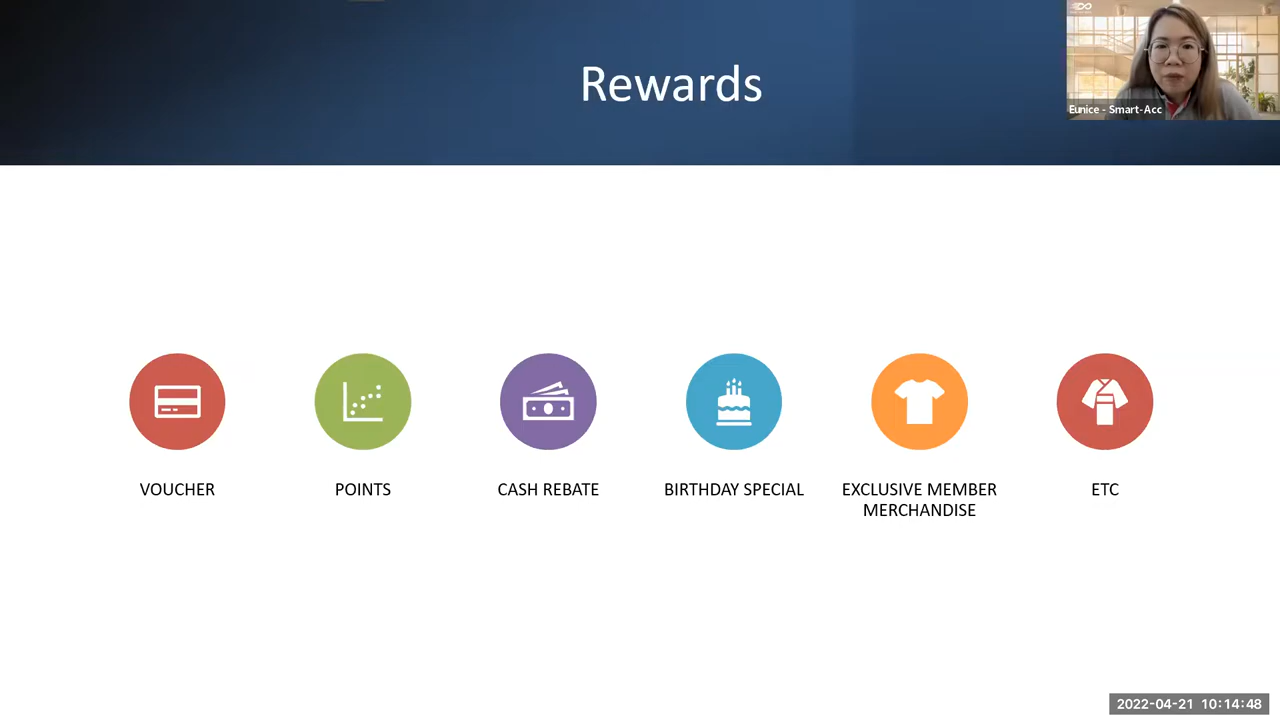 Rewards
Eunice - Smart-Acc
VOUCHER
POINTS
CASH REBATE
BIRTHDAY SPECIAL
EXCLUSIVE MEMBER
MERCHANDISE
ETC
2022-04-21 10:14:48